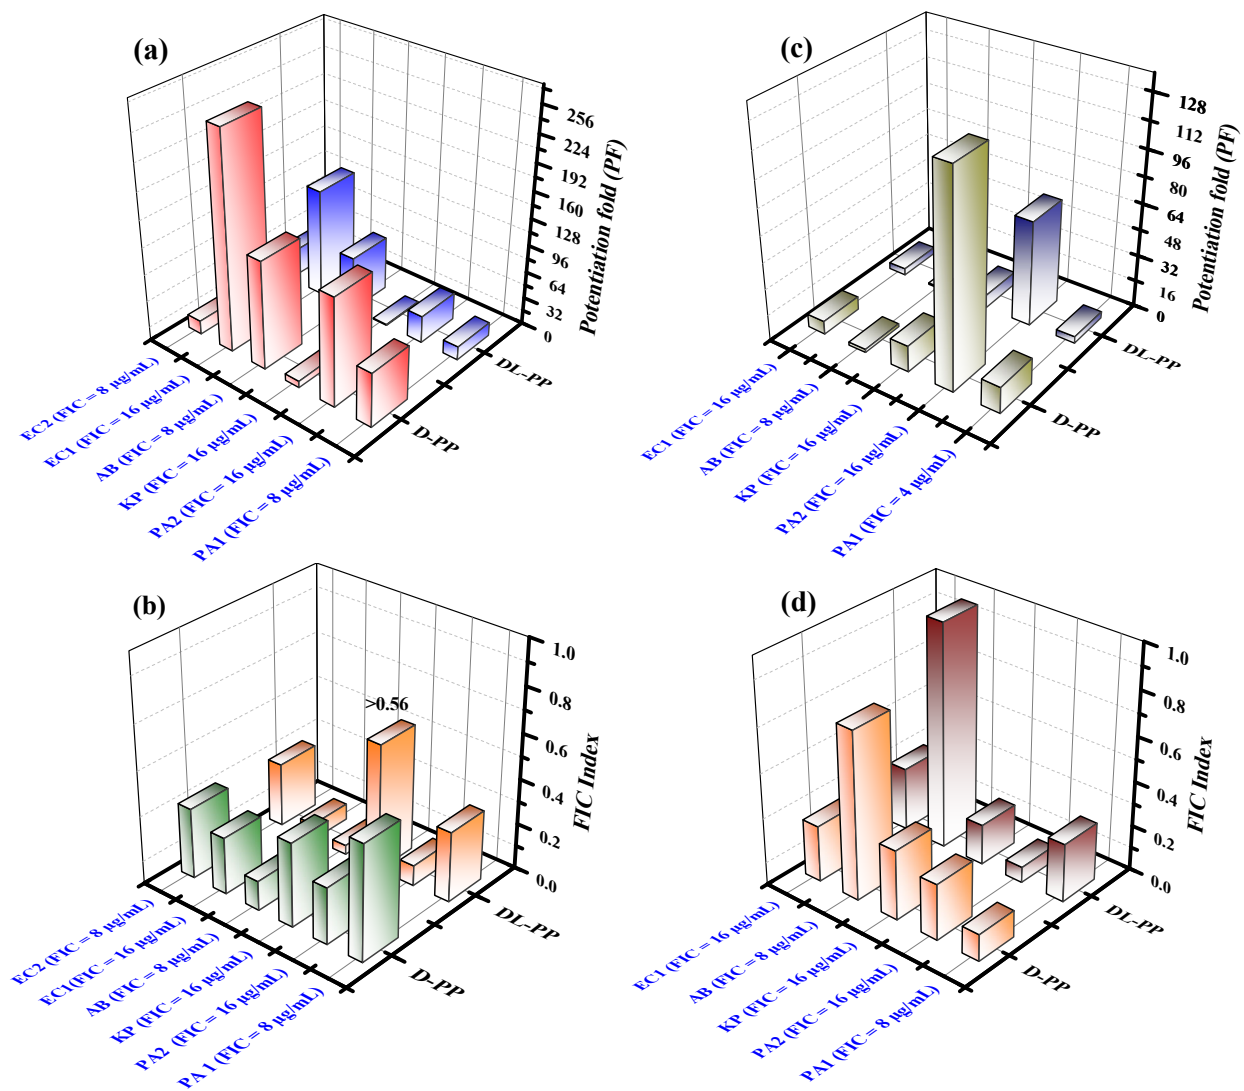 (a)
256
224
192
160
128
96
64
32
0
Potentiation fold (PF)
EC2 (FIC = 8 µg/mL)
EC1 (FIC = 16 µg/mL)
AB (FIC = 8 µg/mL)
KP (FIC = 16 µg/mL)
PA2 (FIC = 16 µg/mL)
PA1 (FIC = 8 µg/mL)
D-PP
DL-PP
(c)
128
112
96
80
64
48
32
16
0
Potentiation fold (PF)
EC1 (FIC = 16 µg/mL)
AB (FIC = 8 µg/mL)
KP (FIC = 16 µg/mL)
PA2 (FIC = 16 µg/mL)
PA1 (FIC = 4 µg/mL)
D-PP
DL-PP
(b)
>0.56
1.0
0.8
0.6
0.4
0.2
0.0
FIC Index
EC2 (FIC = 8 µg/mL)
EC1(FIC = 16 µg/mL)
AB (FIC = 8 µg/mL)
KP (FIC = 16 µg/mL)
PA2 (FIC = 16 µg/mL)
PA 1 (FIC = 8 µg/mL)
D-PP
DL-PP
(d)
1.0
0.8
0.6
0.4
0.2
0.0
FIC Index
EC1 (FIC = 16 µg/mL)
AB (FIC = 8 µg/mL)
KP (FIC = 16 µg/mL)
PA2 (FIC = 16 µg/mL)
PA1 (FIC = 8 µg/mL)
D-PP
DL-PP